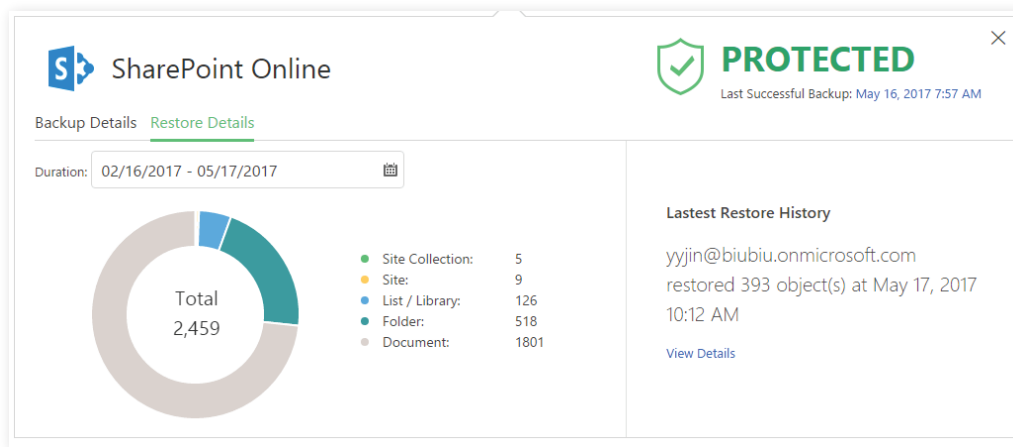 SharePoint Online
PROTECTED
Last Successful Backup: May 16, 2017 7:57 AM
Backup Details Restore Details
Duration: 02/16/2017 - 05/17/2017
Total
2,459
Site Collection: 5
Site: 9
List / Library: 126
Folder: 518
Document: 1801
Lastest Restore History
yyjin@biubiu.onmicrosoft.com
restored 393 object(s) at May 17, 2017
10:12 AM
View Details